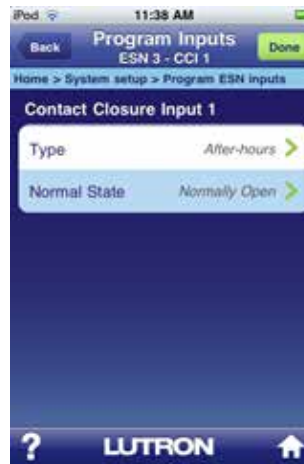 iPod 11:38 AM
Back Program Inputs Done
ESN 3 - CCI 1
Home > System setup > Program ESN inputs
Contact Closure Input 1
Type After-hours >
Normal State Normally Open >
? LUTRON